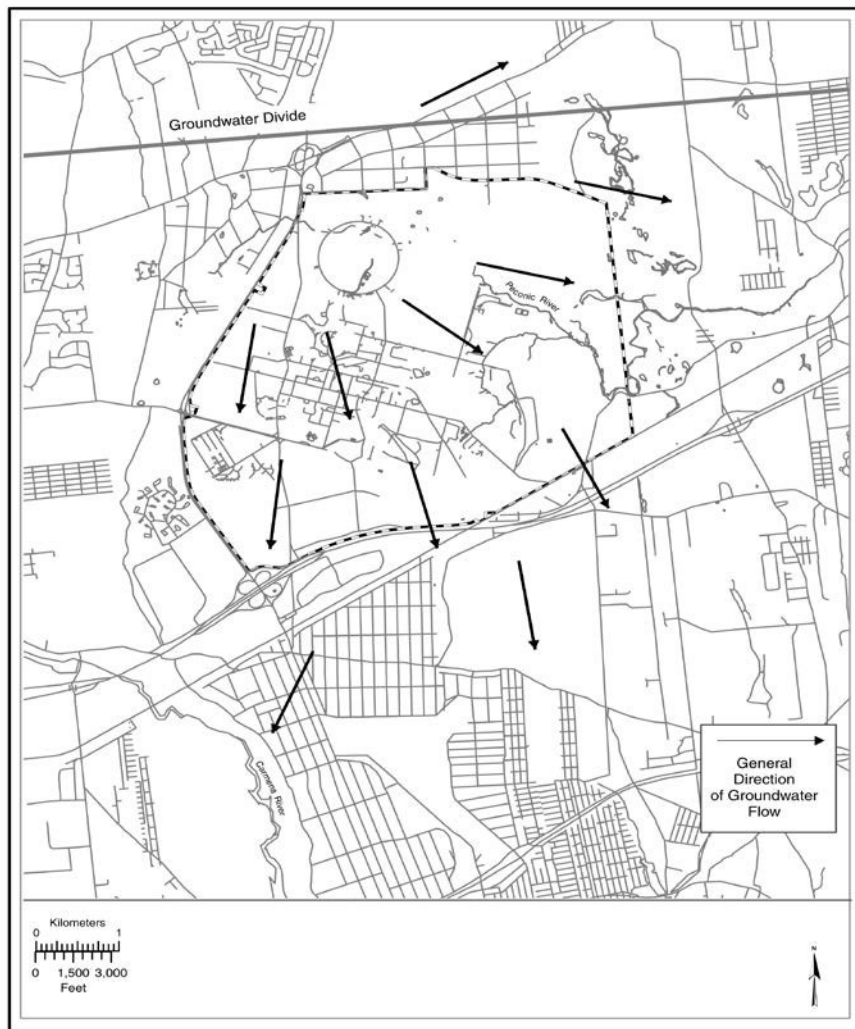 Groundwater Divide
Peconic River
Carmens River
General
Direction
of Groundwater
Flow
Kilometers
0 1
0 1,500 3,000
Feet
N